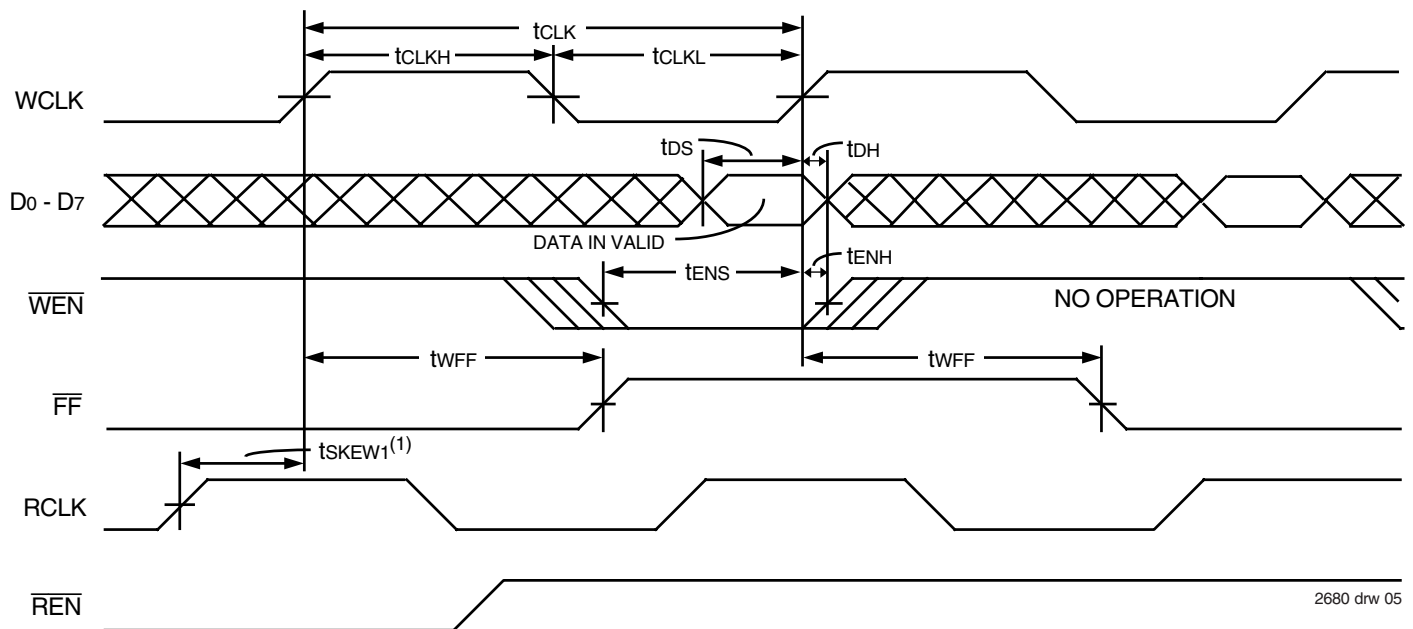 tCLK
tCLKH
tCLKL
WCLK
tDS
tDH
D0 - D7
DATA IN VALID
tENS
tENH
WEN
NO OPERATION
tWFF
tWFF
FF
tSKEW1(1)
RCLK
REN
2680 drw 05